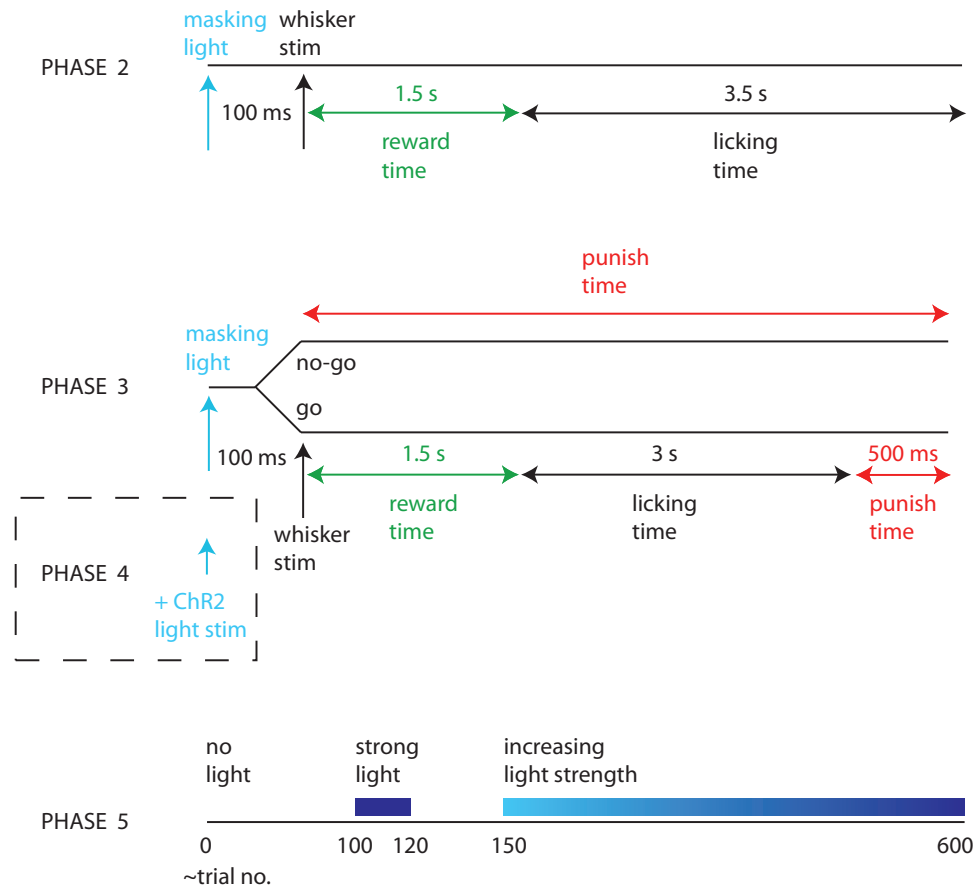 masking
light
whisker
stim
PHASE 2
100 ms
1.5 s
3.5 s
reward
time
licking
time
punish
time
masking
light
no-go
PHASE 3
go
100 ms
1.5 s
3 s
500 ms
reward
time
licking
time
punish
time
whisker
stim
PHASE 4
+ ChR2
light stim
no
light
strong
light
increasing
light strength
PHASE 5
0
100
120
150
600
~trial no.